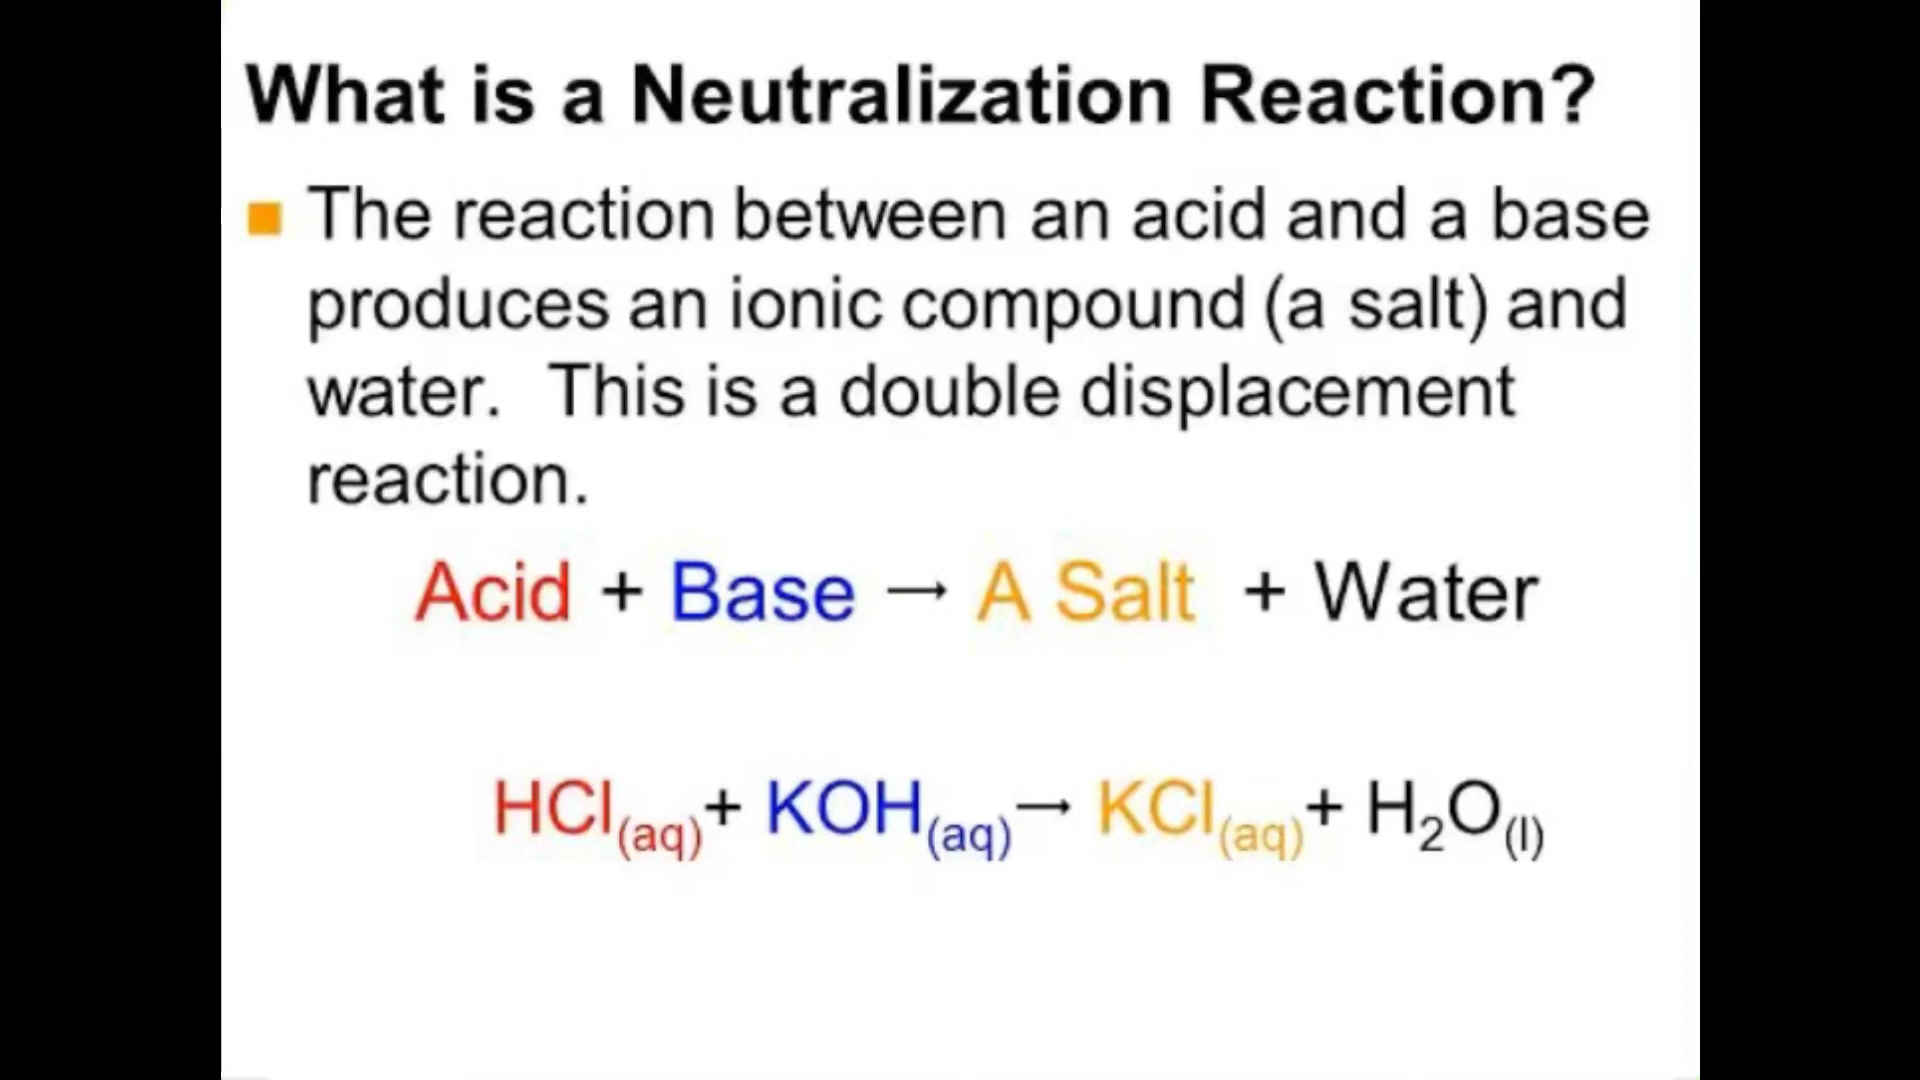 What is a Neutralization Reaction?
The reaction between an acid and a base
produces an ionic compound (a salt) and
water. This is a double displacement
reaction.
Acid + Base → A Salt + Water
HCl(aq)+ KOH(aq)→ KCl(aq)+ H₂O(l)